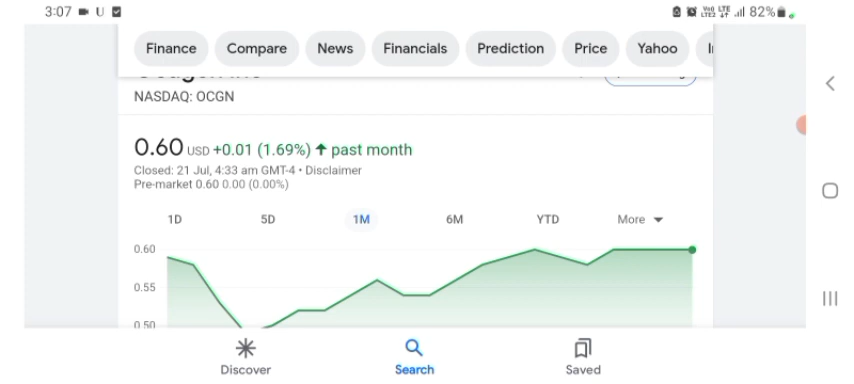 3:07 U 82%
Finance Compare News Financials Prediction Price Yahoo
NASDAQ: OCGN
0.60 USD +0.01 (1.69%) ↑ past month
Closed: 21 Jul, 4:33 am GMT-4 • Disclaimer
Pre-market 0.60 0.00 (0.00%)
1D 5D 1M 6M YTD More
0.60
0.55
0.50
Discover Search Saved